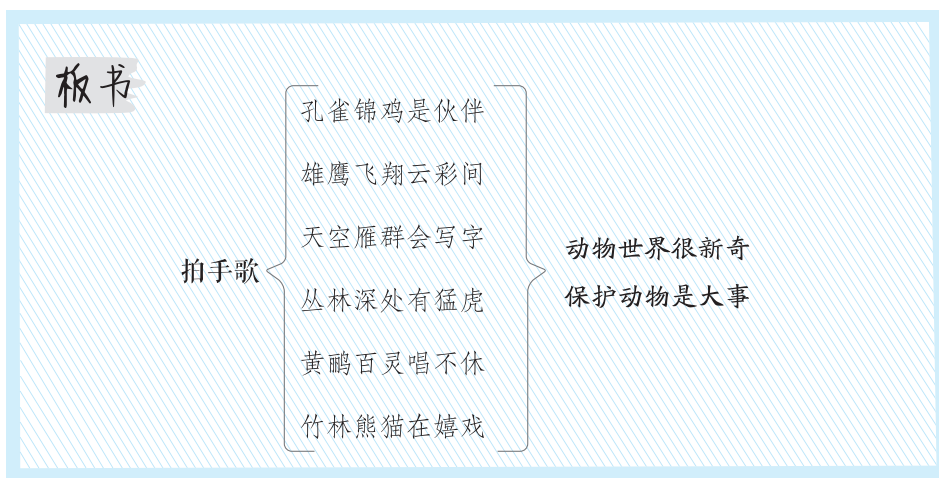 板书
拍手歌
孔雀锦鸡是伙伴
雄鹰飞翔云彩间
天空雁群会写字
丛林深处有猛虎
黄鹂百灵唱不休
竹林熊猫在嬉戏
动物世界很新奇
保护动物是大事